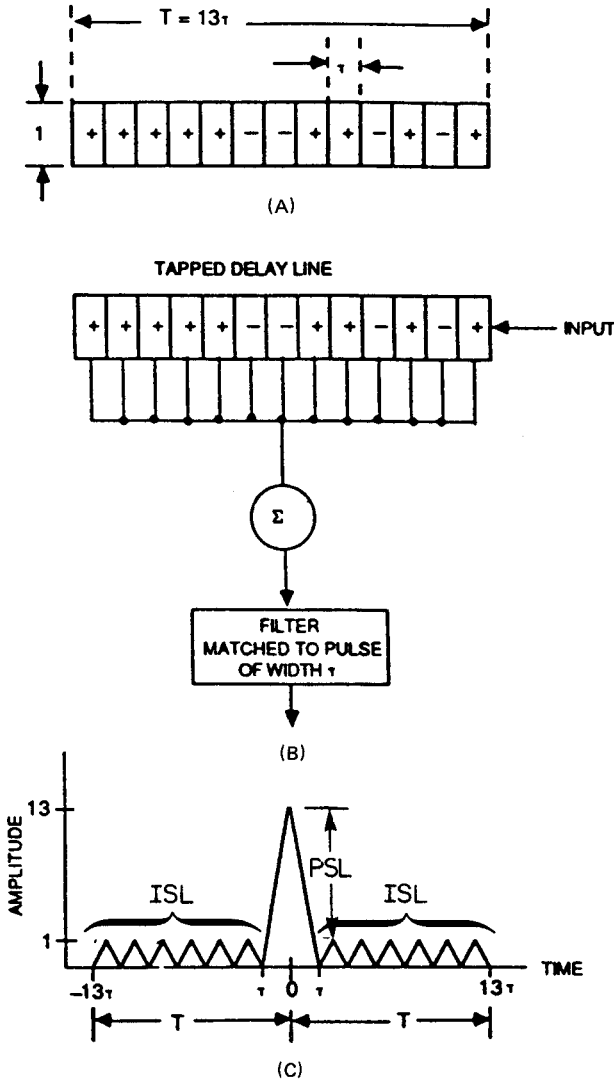 T = 13τ
τ
1
+ + + + + − − + + − + − +
(A)
TAPPED DELAY LINE
+ + + + + − − + + − + − +
INPUT
Σ
FILTER
MATCHED TO PULSE
OF WIDTH τ
(B)
AMPLITUDE
13
1
ISL
PSL
ISL
−13τ
τ
0
τ
13τ
TIME
T
T
(C)